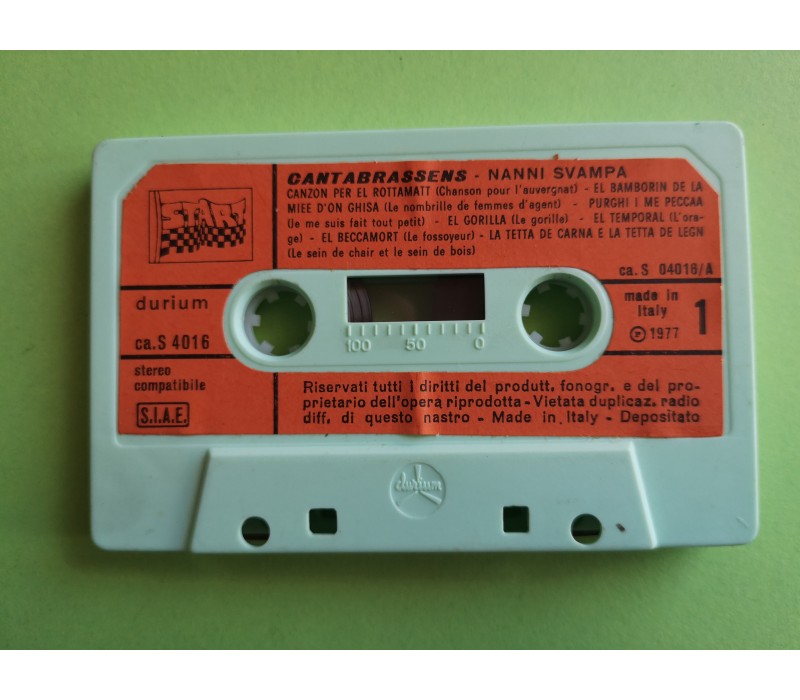 START
CANTABRASSENS - NANNI SVAMPA
CANZON PER EL ROTTAMATT (Chanson pour l'auvergnat) - EL BAMBORIN DE LA
MIEE D'ON GHISA (Le nombrille de femmes d'agent) - PURGHI I ME PECCAA
(Je me suis fait tout petit) - EL GORILLA (Le gorille) - EL TEMPORAL (L'ora-
ge) - EL BECCAMORT (Le fossoyeur) - LA TETTA DE CARNA E LA TETTA DE LEGN
(Le sein de chair et le sein de bois)
ca.S 04016/A
durium
ca.S 4016
made in
Italy
℗ 1977
1
100 50 0
stereo
compatibile
S.I.A.E.
Riservati tutti i diritti del produtt. fonogr. e del pro-
prietario dell'opera riprodotta - Vietata duplicaz. radio
diff. di questo nastro - Made in Italy - Depositato
durium